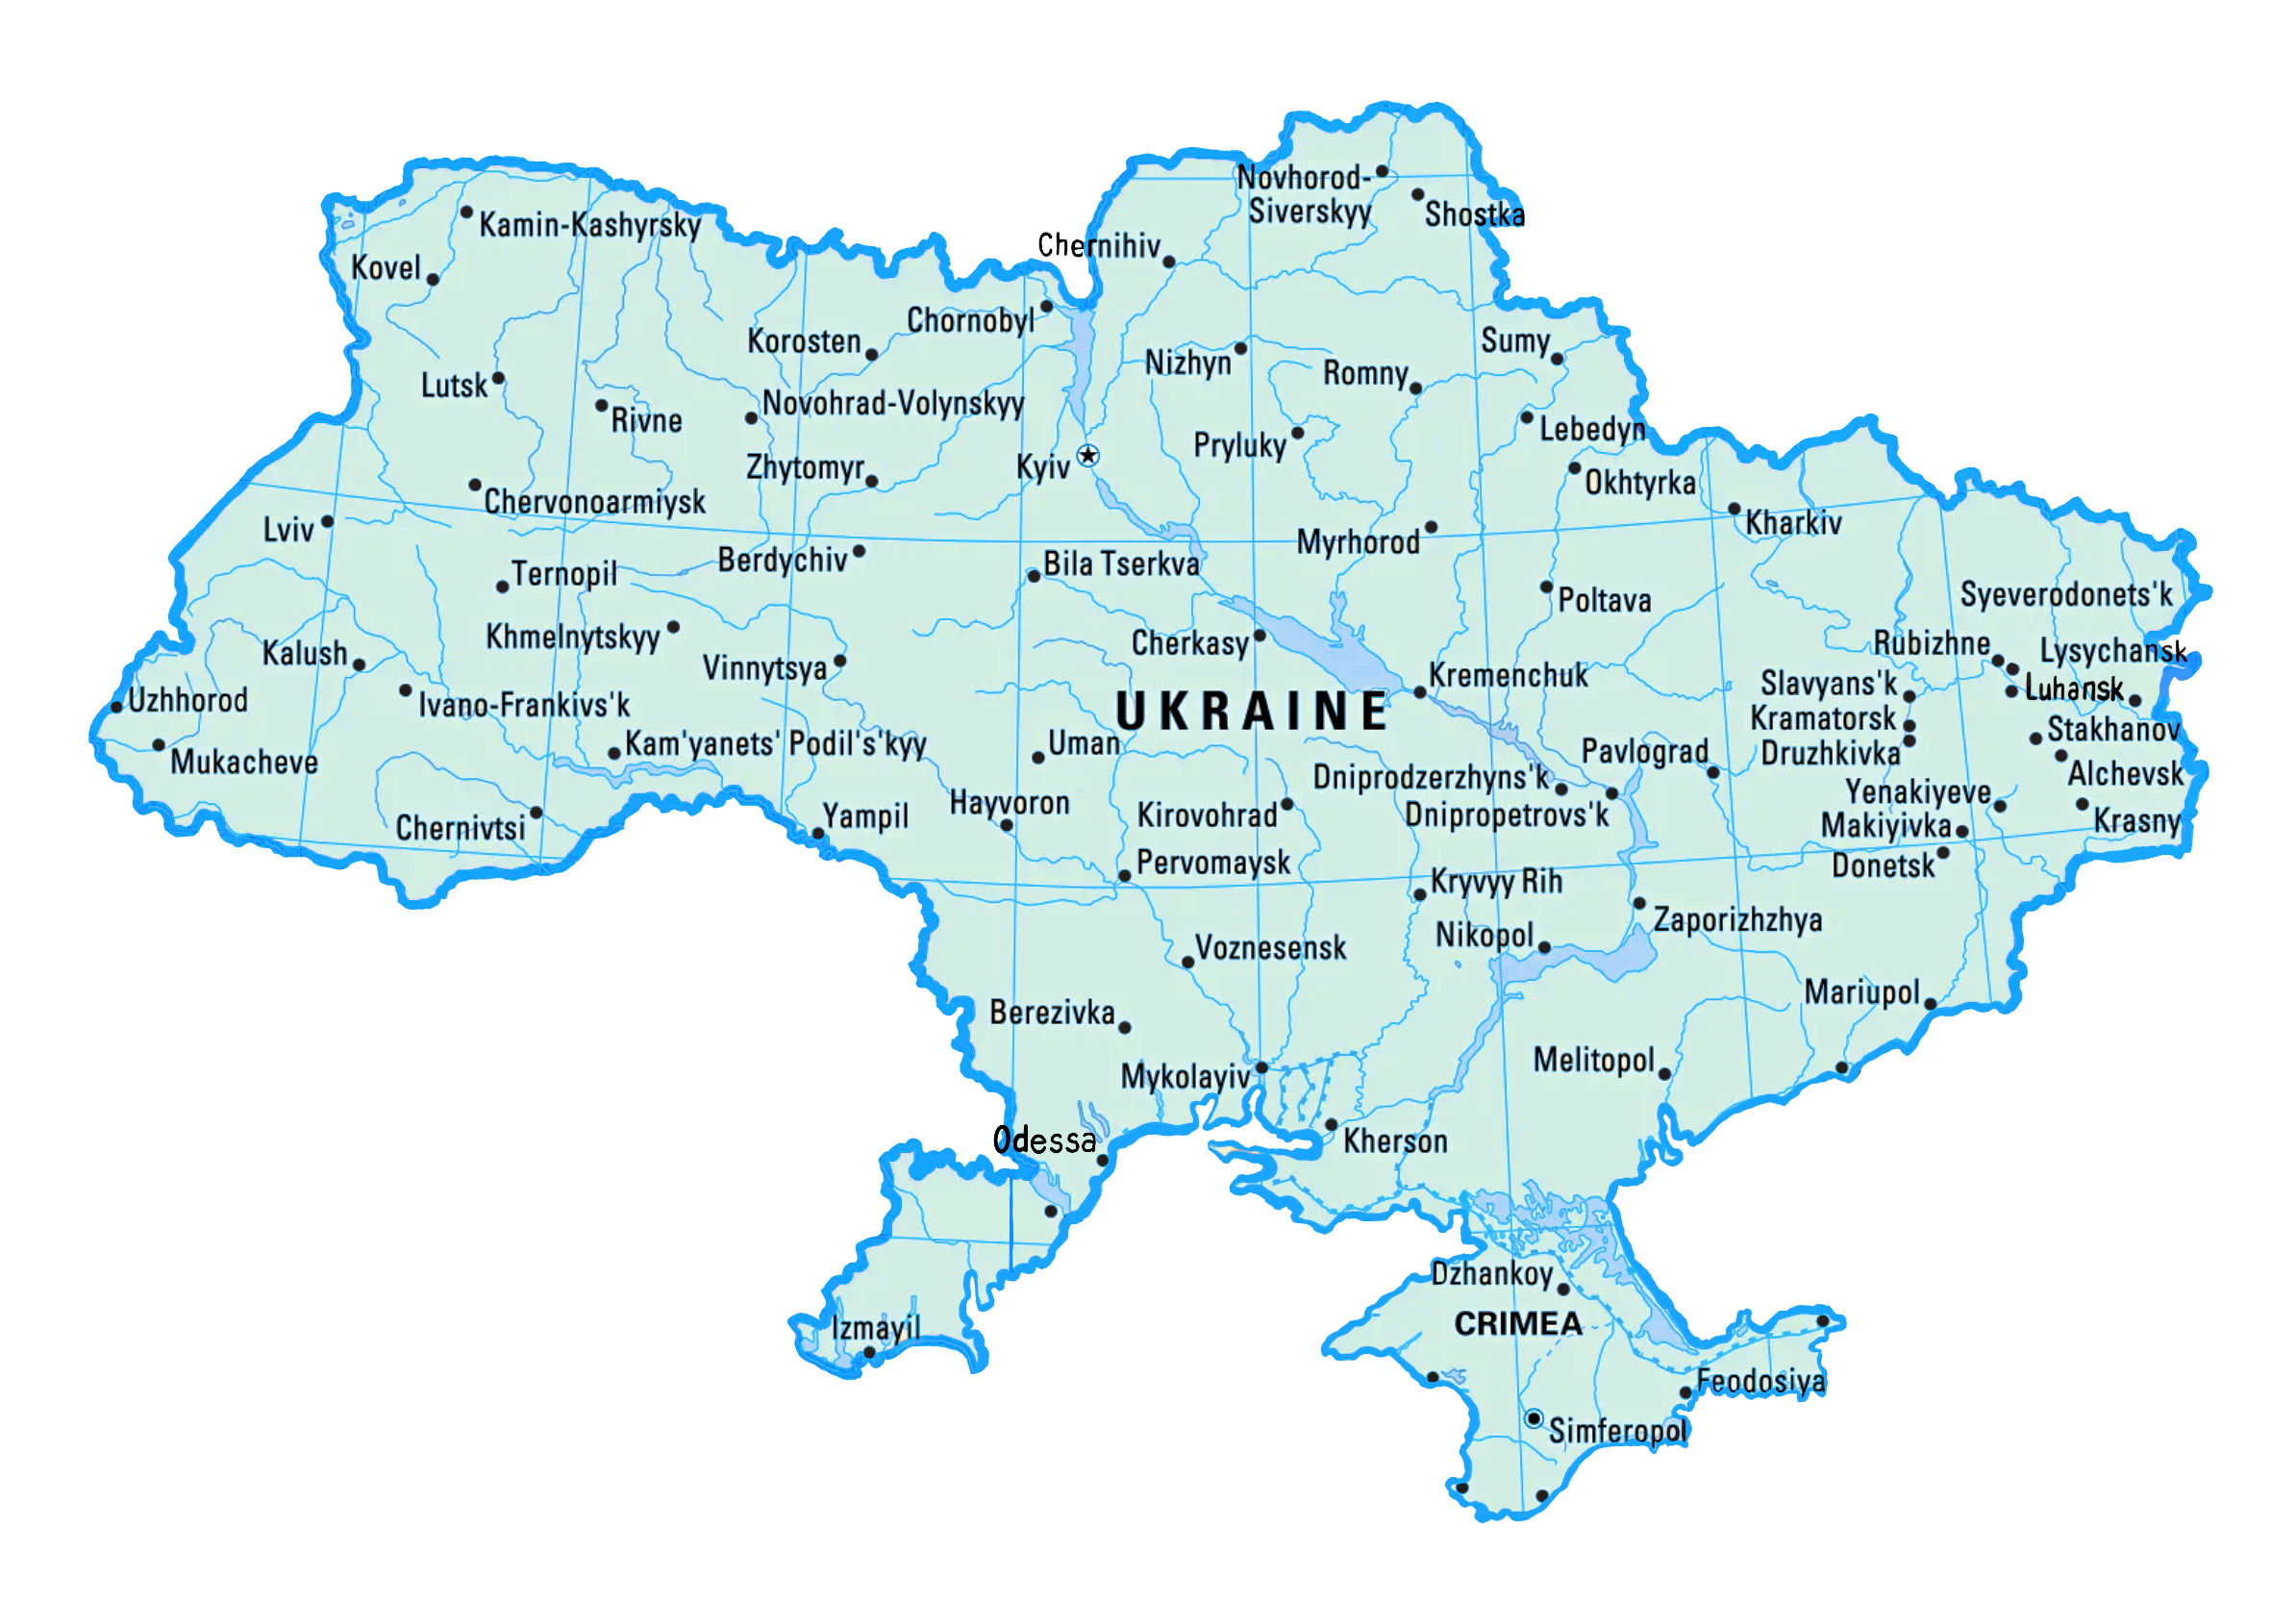 Novhorod-
Siverskyy
Shostka
Kamin-Kashyrsky
Chernihiv
Kovel
Chornobyl
Korosten
Sumy
Nizhyn
Romny
Lutsk
Novohrad-Volynskyy
Rivne
Lebedyn
Pryluky
Zhytomyr
Kyiv
Okhtyrka
Chervonoarmiysk
Lviv
Kharkiv
Myrhorod
Berdychiv
Bila Tserkva
Ternopil
Syeverodonets'k
Poltava
Khmelnytskyy
Cherkasy
Rubizhne
Lysychansk
Kalush
Vinnytsya
Kremenchuk
Slavyans'k
Luhansk
Uzhhorod
Ivano-Frankivs'k
UKRAINE
Kramatorsk
Stakhanov
Kam'yanets' Podil's'kyy
Uman
Pavlograd
Druzhkivka
Mukacheve
Dniprodzerzhyns'k
Alchevsk
Yenakiyeve
Hayvoron
Kirovohrad
Dnipropetrovs'k
Yampil
Makiyivka
Krasny
Chernivtsi
Pervomaysk
Donetsk
Kryvyy Rih
Zaporizhzhya
Nikopol
Voznesensk
Mariupol
Berezivka
Melitopol
Mykolayiv
Odessa
Kherson
Dzhankoy
CRIMEA
Izmayil
Feodosiya
Simferopol